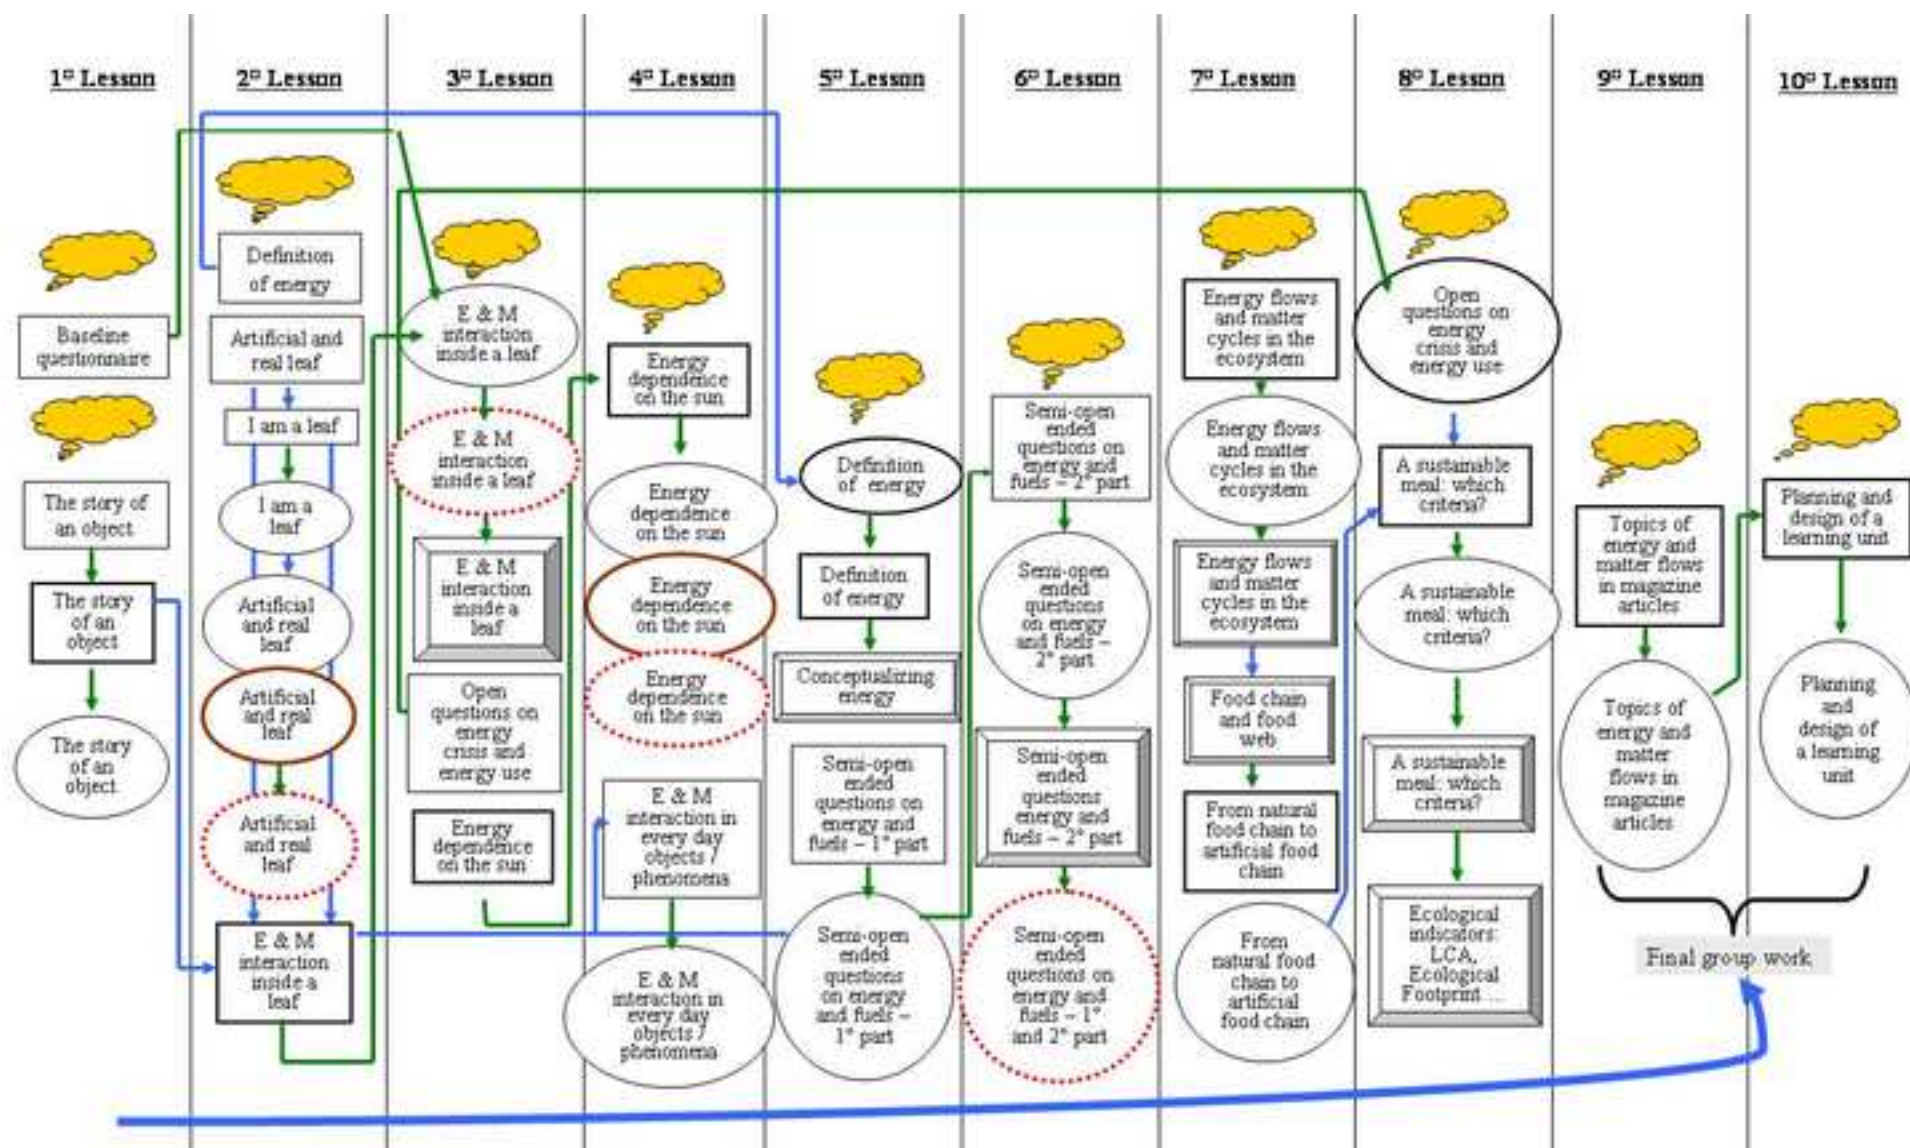 1º Lesson
2º Lesson
3º Lesson
4º Lesson
5º Lesson
6º Lesson
7º Lesson
8º Lesson
9º Lesson
10º Lesson
Baseline
questionnaire
The story of
an object
The story
of an
object
The story
of an
object
Definition
of energy
Artificial and
real leaf
I am a leaf
I am a
leaf
Artificial
and real
leaf
Artificial
and real
leaf
Artificial
and real
leaf
E & M
interaction
inside a
leaf
E & M
interaction
inside a leaf
E & M
interaction
inside a leaf
E & M
interaction
inside a
leaf
Open
questions on
energy
crisis and
energy use
Energy
dependence
on the sun
Energy
dependence
on the sun
Energy
dependence
on the sun
Energy
dependence
on the sun
Energy
dependence
on the sun
E & M
interaction in
every day
objects /
phenomena
E & M
interaction in
every day
objects /
phenomena
Definition
of energy
Definition
of energy
Conceptualizing
energy
Semi-open
ended
questions on
energy and
fuels – 1° part
Semi-open
ended
questions
on energy
and fuels –
1° part
Semi-open
ended
questions on
energy and
fuels – 2° part
Semi-open
ended
questions
on energy
and fuels –
2° part
Semi-open
ended
questions
energy and
fuels – 2° part
Semi-open
ended
questions on
energy and
fuels – 1°
and 2° part
Energy flows
and matter
cycles in the
ecosystem
Energy flows
and matter
cycles in the
ecosystem
Energy flows
and matter
cycles in the
ecosystem
Food chain
and food
web
From natural
food chain to
artificial food
chain
From
natural food
chain to
artificial
food chain
Open
questions on
energy
crisis and
energy use
A sustainable
meal: which
criteria?
A sustainable
meal: which
criteria?
A sustainable
meal: which
criteria?
Ecological
indicators:
LCA,
Ecological
Footprint ...
Topics of
energy and
matter flows
in magazine
articles
Topics of
energy and
matter
flows in
magazine
articles
Planning and
design of a
learning unit
Planning
and
design of
a learning
unit
Final group work